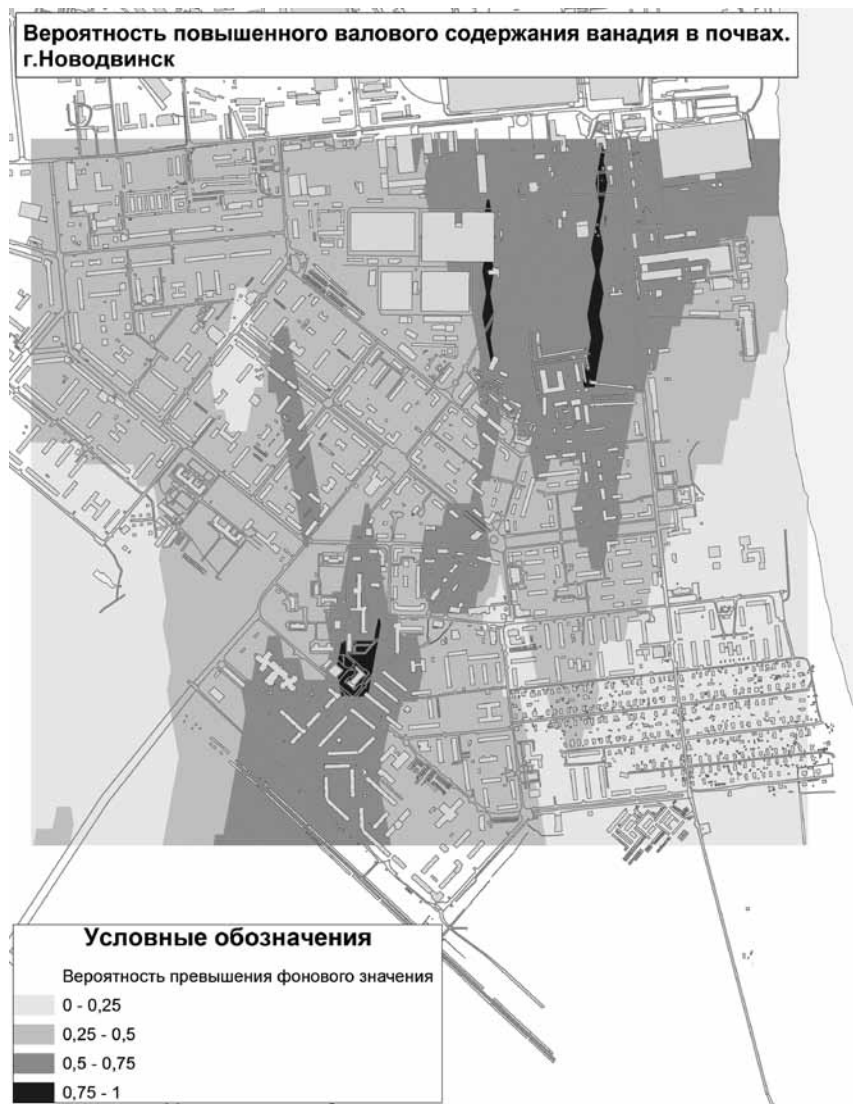 Вероятность повышенного валового содержания ванадия в почвах.
г.Новодвинск
Условные обозначения
Вероятность превышения фонового значения
0 - 0,25
0,25 - 0,5
0,5 - 0,75
0,75 - 1